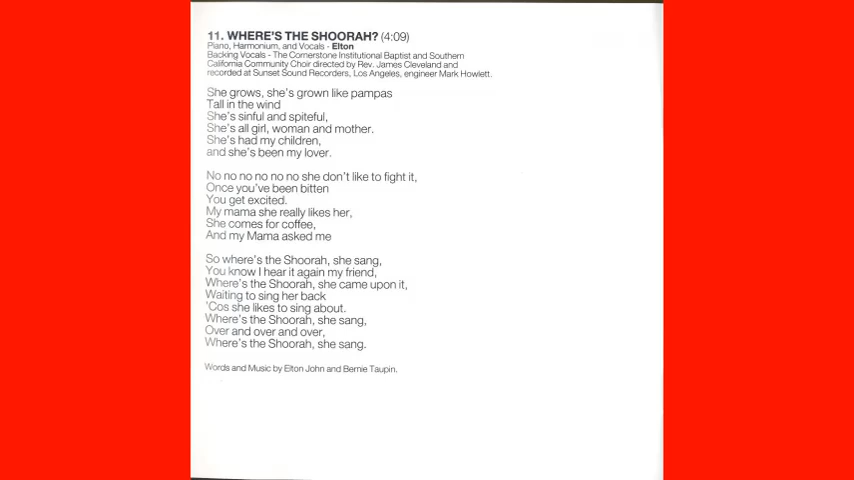 11. WHERE'S THE SHOORAH? (4:09)
Piano, Harmonium, and Vocals - Elton
Backing Vocals - The Cornerstone Institutional Baptist and Southern
California Community Choir directed by Rev. James Cleveland and
recorded at Sunset Sound Recorders, Los Angeles, engineer Mark Howlett.
She grows, she's grown like pampas
Tall in the wind
She's sinful and spiteful,
She's all girl, woman and mother.
She's had my children,
and she's been my lover.
No no no no no no she don't like to fight it,
Once you've been bitten
You get excited.
My mama she really likes her,
She comes for coffee,
And my Mama asked me
So where's the Shoorah, she sang,
You know I hear it again my friend,
Where's the Shoorah, she came upon it,
Waiting to sing her back
'Cos she likes to sing about.
Where's the Shoorah, she sang,
Over and over and over,
Where's the Shoorah, she sang.
Words and Music by Elton John and Bernie Taupin.